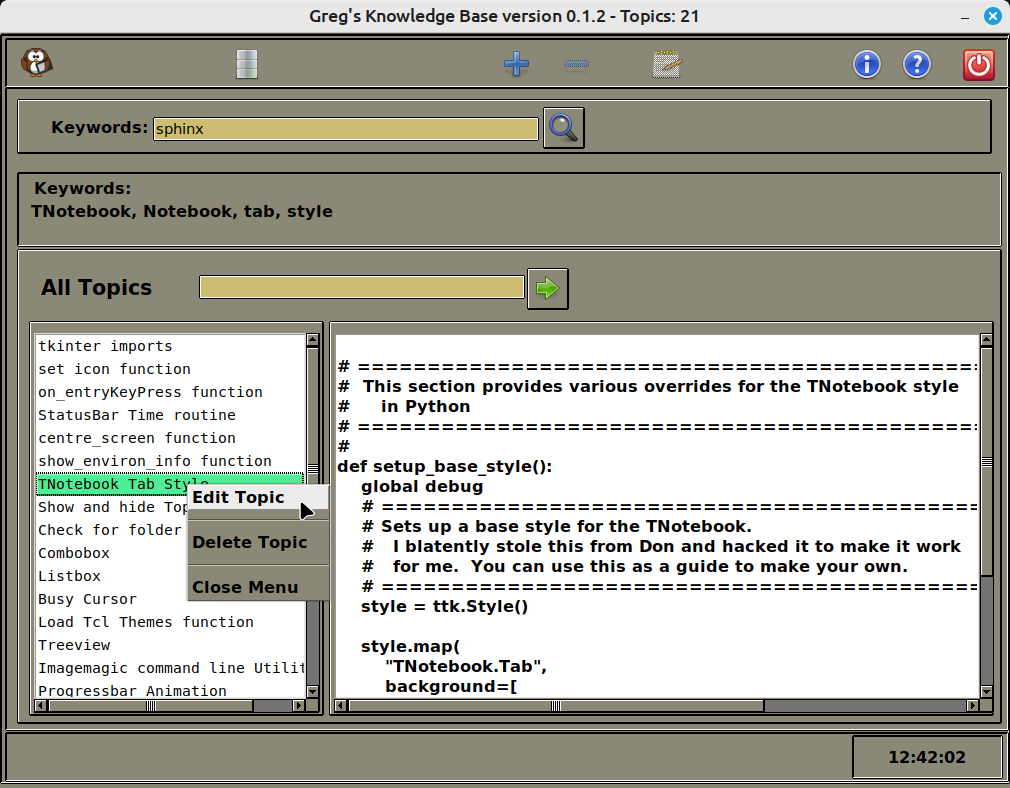 Greg's Knowledge Base version 0.1.2 - Topics: 21
Keywords: sphinx
Keywords:
TNotebook, Notebook, tab, style
All Topics
tkinter imports
set icon function
on_entryKeyPress function
StatusBar Time routine
centre_screen function
show_environ_info function
TNotebook Tab Style
Show and hide Top
Check for folder
Combobox
Listbox
Busy Cursor
Load Tcl Themes function
Treeview
Imagemagic command line Utilit
Progressbar Animation
Edit Topic
Delete Topic
Close Menu
# ============================================
# This section provides various overrides for the TNotebook style
# in Python
# ============================================
#
def setup_base_style():
global debug
# ==========================================
# Sets up a base style for the TNotebook.
# I blatently stole this from Don and hacked it to make it work
# for me. You can use this as a guide to make your own.
# ==========================================
style = ttk.Style()
style.map(
"TNotebook.Tab",
background=[
12:42:02